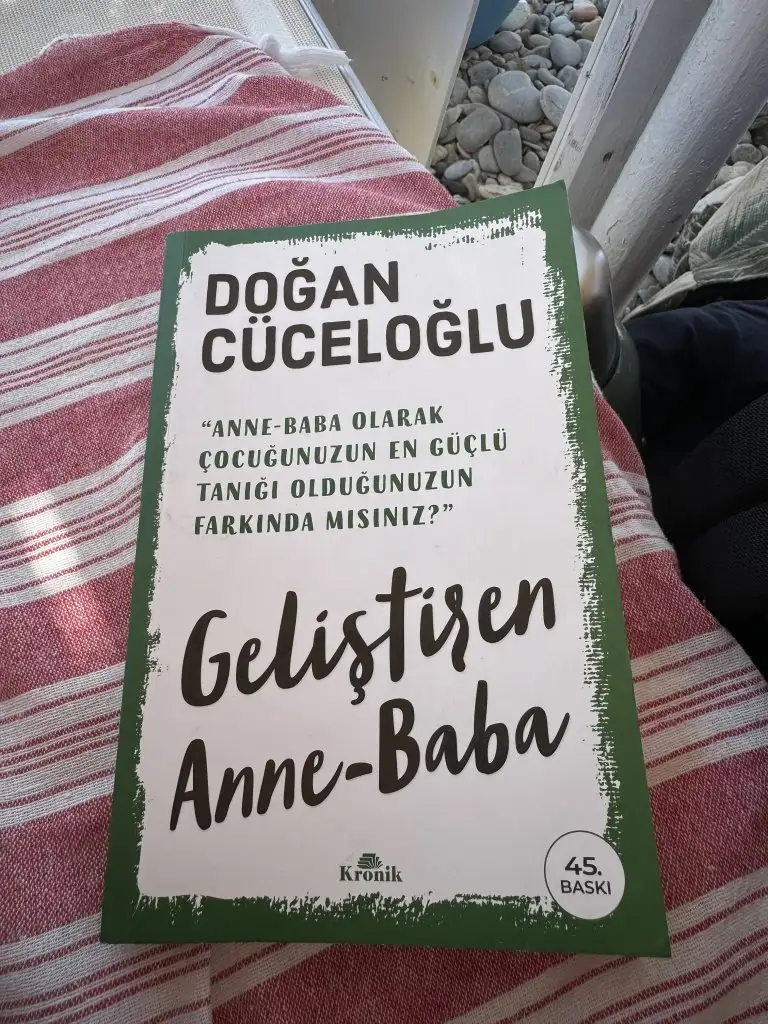 DOĞAN
CÜCELOĞLU
“ANNE-BABA OLARAK
ÇOCUĞUNUZUN EN GÜÇLÜ
TANIĞI OLDUĞUNUZUN
FARKINDA MISINIZ?”
Geliştiren
Anne-Baba
Kronik
45.
BASKI